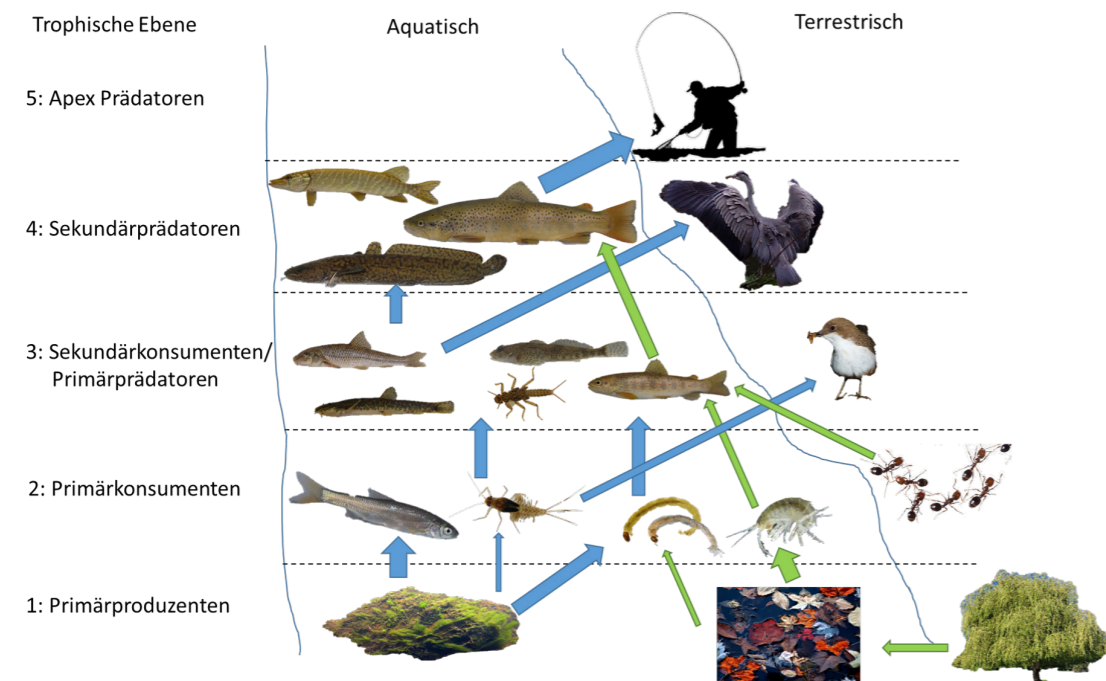 Trophische Ebene
Aquatisch
Terrestrisch
5: Apex Prädatoren
4: Sekundärprädatoren
3: Sekundärkonsumenten/
Primärprädatoren
2: Primärkonsumenten
1: Primärproduzenten